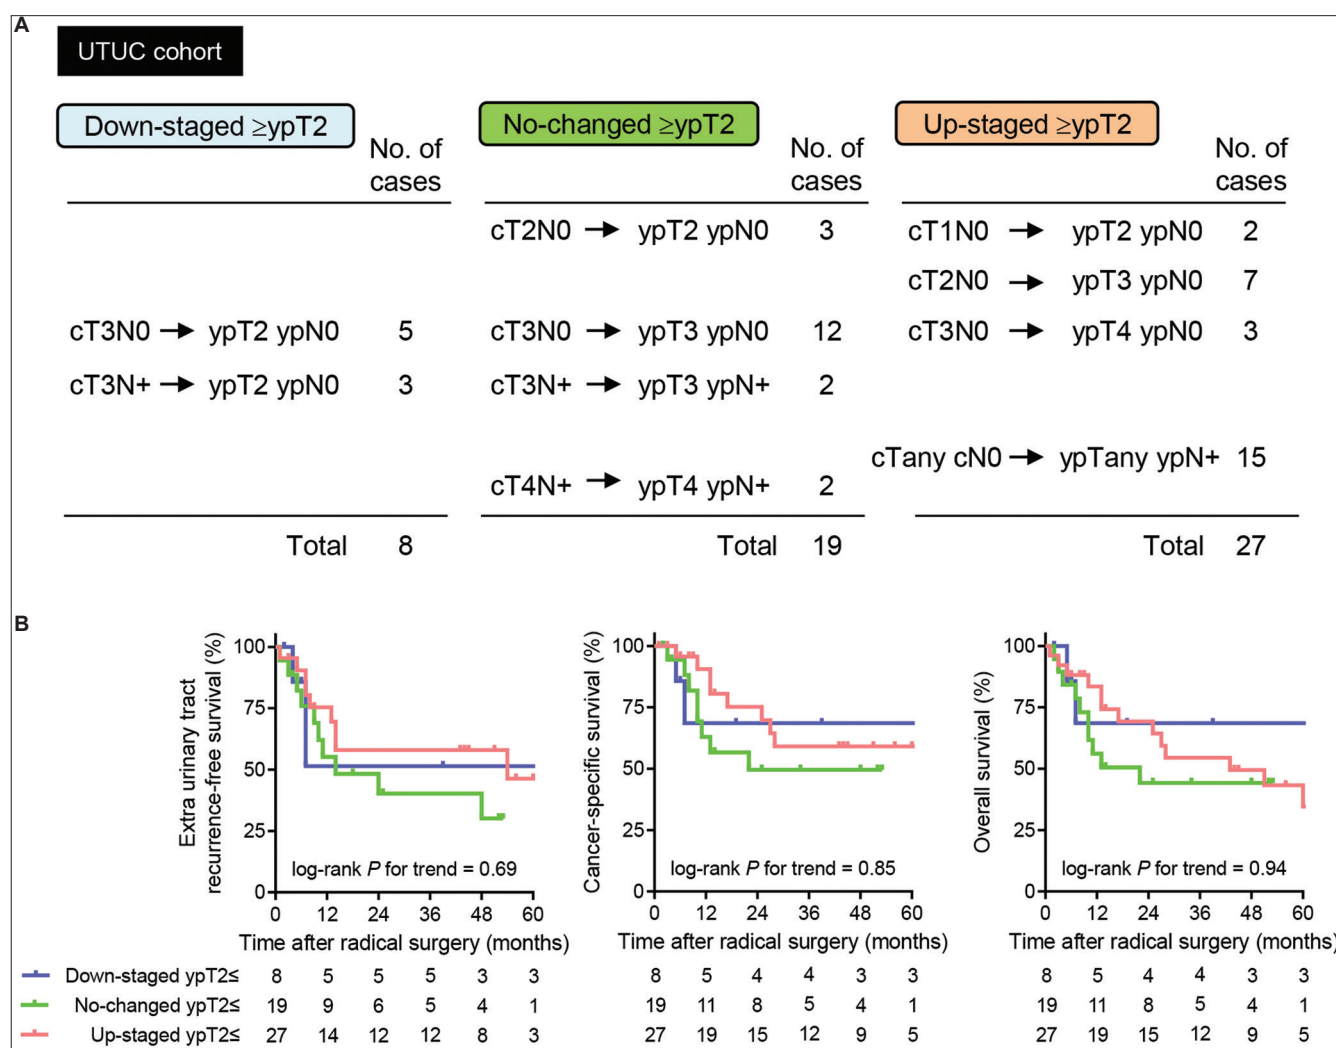 A
UTUC cohort
Down-staged ≥ypT2
No. of cases
cT3N0 → ypT2 ypN0 5
cT3N+ → ypT2 ypN0 3
Total 8
No-changed ≥ypT2
No. of cases
cT2N0 → ypT2 ypN0 3
cT3N0 → ypT3 ypN0 12
cT3N+ → ypT3 ypN+ 2
cT4N+ → ypT4 ypN+ 2
Total 19
Up-staged ≥ypT2
No. of cases
cT1N0 → ypT2 ypN0 2
cT2N0 → ypT3 ypN0 7
cT3N0 → ypT4 ypN0 3
cTany cN0 → ypTany ypN+ 15
Total 27
B
Extra urinary tract
recurrence-free survival (%)
100
75
50
25
0
log-rank P for trend = 0.69
0 12 24 36 48 60
Time after radical surgery (months)
Cancer-specific survival (%)
100
75
50
25
0
log-rank P for trend = 0.85
0 12 24 36 48 60
Time after radical surgery (months)
Overall survival (%)
100
75
50
25
0
log-rank P for trend = 0.94
0 12 24 36 48 60
Time after radical surgery (months)
Down-staged ypT2≤ 8 5 5 5 3 3 8 5 4 4 3 3 8 5 4 4 3 3
No-changed ypT2≤ 19 9 6 5 4 1 19 11 8 5 4 1 19 11 8 5 4 1
Up-staged ypT2≤ 27 14 12 12 8 3 27 19 15 12 9 5 27 19 15 12 9 5